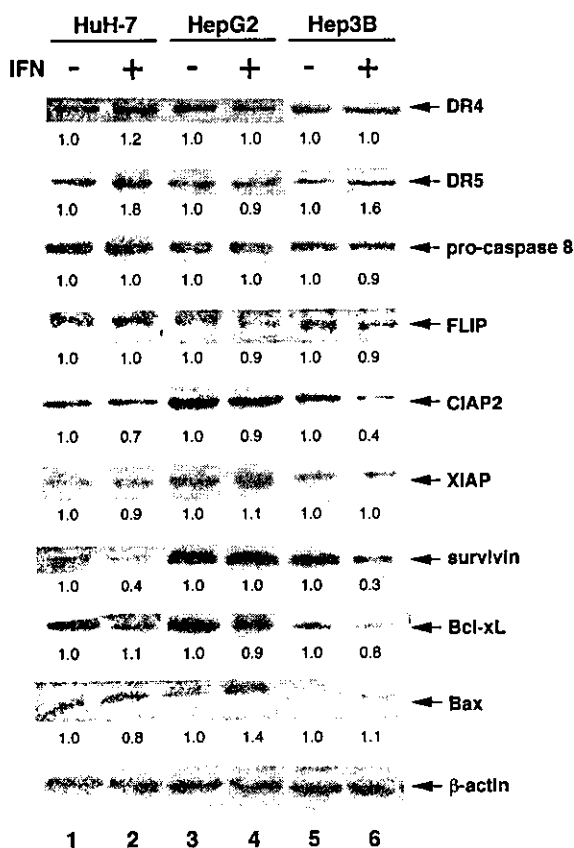 HuH-7 HepG2 Hep3B
IFN - + - + - +
DR4
1.0 1.2 1.0 1.0 1.0 1.0
DR5
1.0 1.8 1.0 0.9 1.0 1.6
pro-caspase 8
1.0 1.0 1.0 1.0 1.0 0.9
FLIP
1.0 1.0 1.0 0.9 1.0 0.9
CIAP2
1.0 0.7 1.0 0.9 1.0 0.4
XIAP
1.0 0.9 1.0 1.1 1.0 1.0
survivin
1.0 0.4 1.0 1.0 1.0 0.3
Bcl-xL
1.0 1.1 1.0 0.9 1.0 0.8
Bax
1.0 0.8 1.0 1.4 1.0 1.1
β-actin
1 2 3 4 5 6